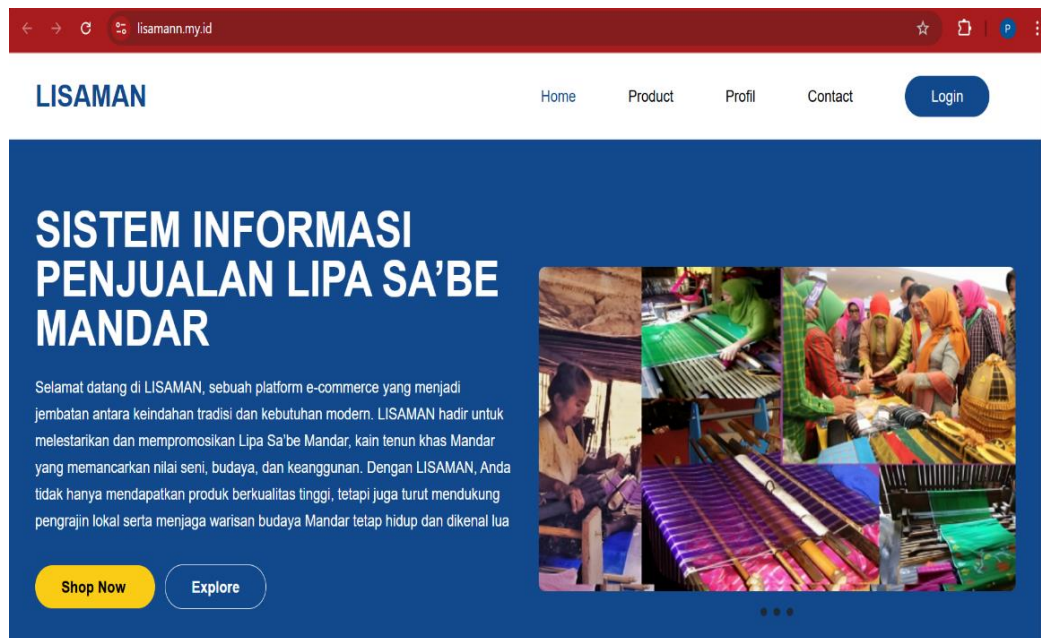 lisamann.my.id
P
LISAMAN
Home Product Profil Contact Login
SISTEM INFORMASI
PENJUALAN LIPA SA’BE
MANDAR
Selamat datang di LISAMAN, sebuah platform e-commerce yang menjadi
jembatan antara keindahan tradisi dan kebutuhan modern. LISAMAN hadir untuk
melestarikan dan mempromosikan Lipa Sa'be Mandar, kain tenun khas Mandar
yang memancarkan nilai seni, budaya, dan keanggunan. Dengan LISAMAN, Anda
tidak hanya mendapatkan produk berkualitas tinggi, tetapi juga turut mendukung
pengrajin lokal serta menjaga warisan budaya Mandar tetap hidup dan dikenal lua
Shop Now Explore